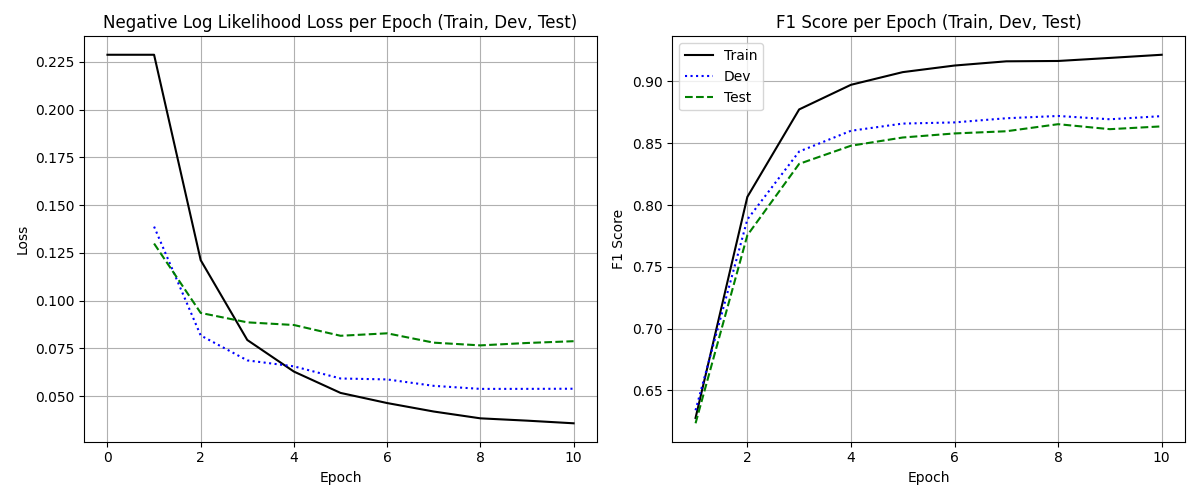 Negative Log Likelihood Loss per Epoch (Train, Dev, Test)
0.225
0.200
0.175
0.150
0.125
0.100
0.075
0.050
Loss
0 2 4 6 8 10
Epoch
F1 Score per Epoch (Train, Dev, Test)
Train
Dev
Test
0.90
0.85
0.80
0.75
0.70
0.65
F1 Score
2 4 6 8 10
Epoch